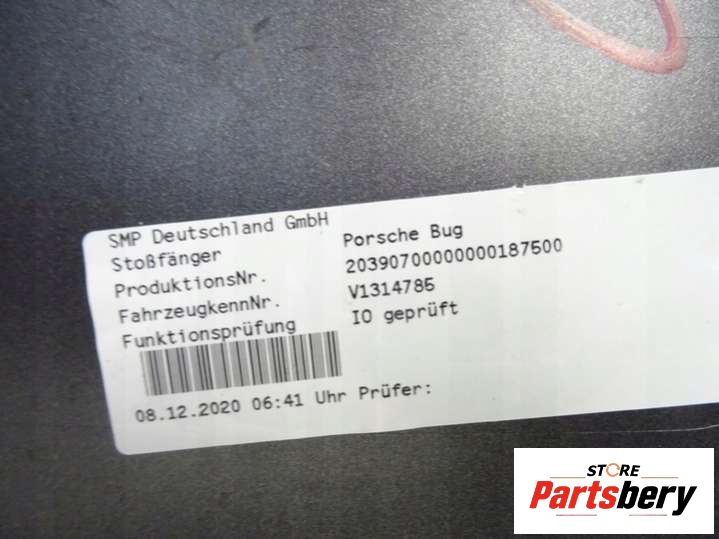 SMP Deutschland GmbH
Stoßfänger Porsche Bug
ProduktionsNr. 20390700000000187500
FahrzeugkennNr. V1314785
Funktionsprüfung IO geprüft
08.12.2020 06:41 Uhr Prüfer:
STORE
Partsbery